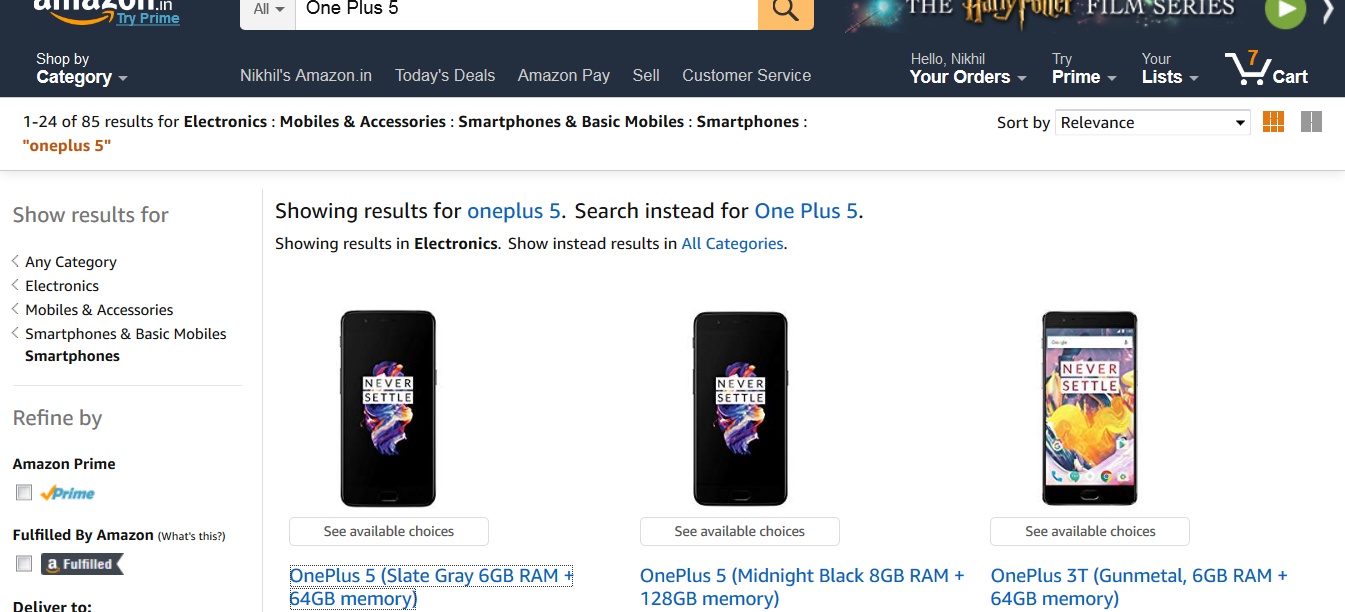 amazon.in
Try Prime
All
One Plus 5
THE Harry Potter FILM SERIES
Shop by
Category
Nikhil's Amazon.in
Today's Deals
Amazon Pay
Sell
Customer Service
Hello, Nikhil
Your Orders
Try
Prime
Your
Lists
7
Cart
1-24 of 85 results for Electronics : Mobiles & Accessories : Smartphones & Basic Mobiles : Smartphones :
"oneplus 5"
Sort by
Relevance
Show results for
Any Category
Electronics
Mobiles & Accessories
Smartphones & Basic Mobiles
Smartphones
Refine by
Amazon Prime
Prime
Fulfilled By Amazon (What's this?)
a Fulfilled
Deliver to:
Showing results for oneplus 5. Search instead for One Plus 5.
Showing results in Electronics. Show instead results in All Categories.
NEVER
SETTLE
See available choices
OnePlus 5 (Slate Gray 6GB RAM +
64GB memory)
NEVER
SETTLE
See available choices
OnePlus 5 (Midnight Black 8GB RAM +
128GB memory)
Google
NEVER
SETTLE
See available choices
OnePlus 3T (Gunmetal, 6GB RAM +
64GB memory)